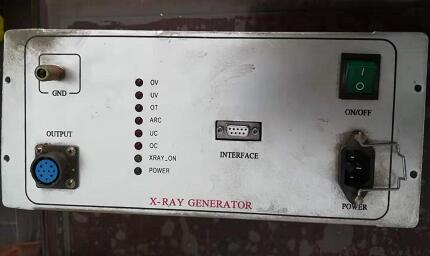 GND
OV
UV
OT
ARC
UC
OC
XRAY_ON
POWER
OUTPUT
INTERFACE
ON/OFF
POWER
X-RAY GENERATOR